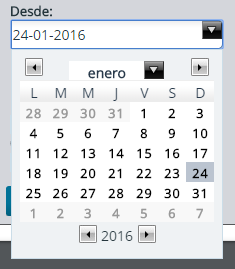 Desde:
24-01-2016
enero
L M M J V S D
28 29 30 31 1 2 3
4 5 6 7 8 9 10
11 12 13 14 15 16 17
18 19 20 21 22 23 24
25 26 27 28 29 30 31
1 2 3 4 5 6 7
2016